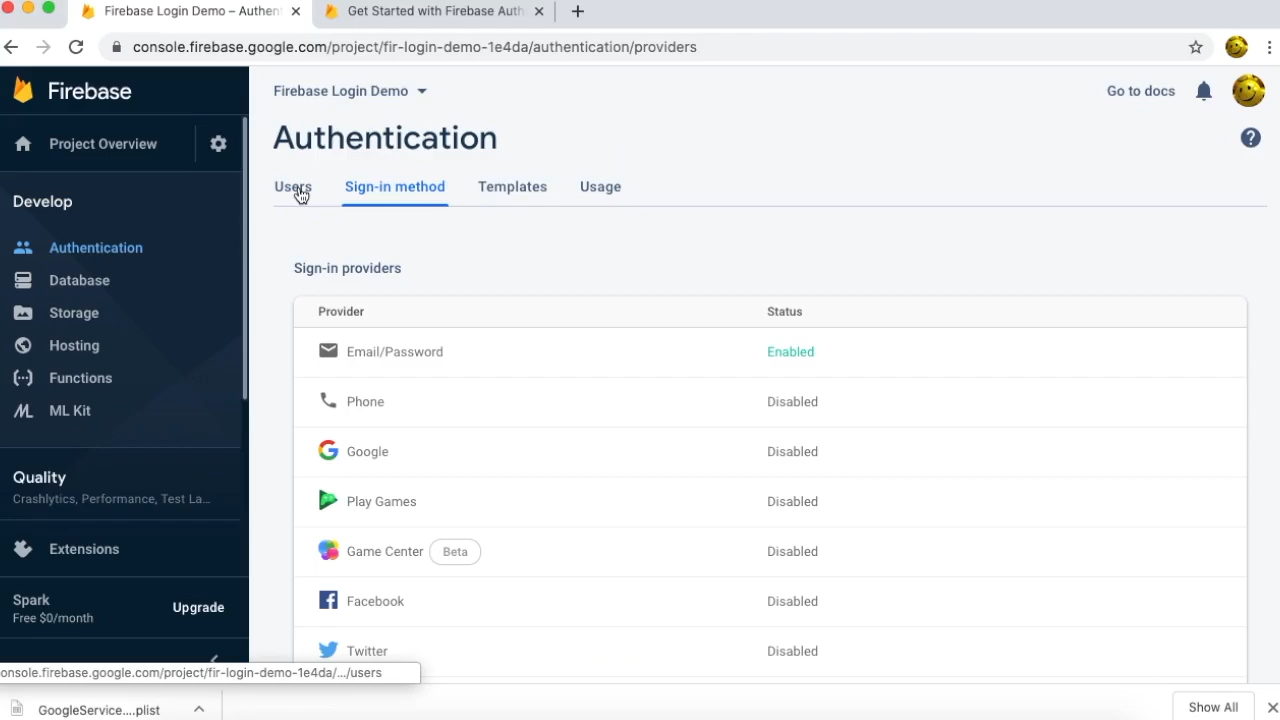 Firebase Login Demo – Authen
Get Started with Firebase Auth
console.firebase.google.com/project/fir-login-demo-1e4da/authentication/providers
Firebase
Firebase Login Demo
Go to docs
Project Overview
Authentication
Develop
Users
Sign-in method
Templates
Usage
Authentication
Database
Storage
Hosting
Functions
ML Kit
Quality
Crashlytics, Performance, Test La...
Extensions
Spark
Free $0/month
Upgrade
Sign-in providers
Provider
Status
Email/Password
Enabled
Phone
Disabled
Google
Disabled
Play Games
Disabled
Game Center
Beta
Disabled
Facebook
Disabled
Twitter
Disabled
onsole.firebase.google.com/project/fir-login-demo-1e4da/.../users
GoogleService....plist
Show All